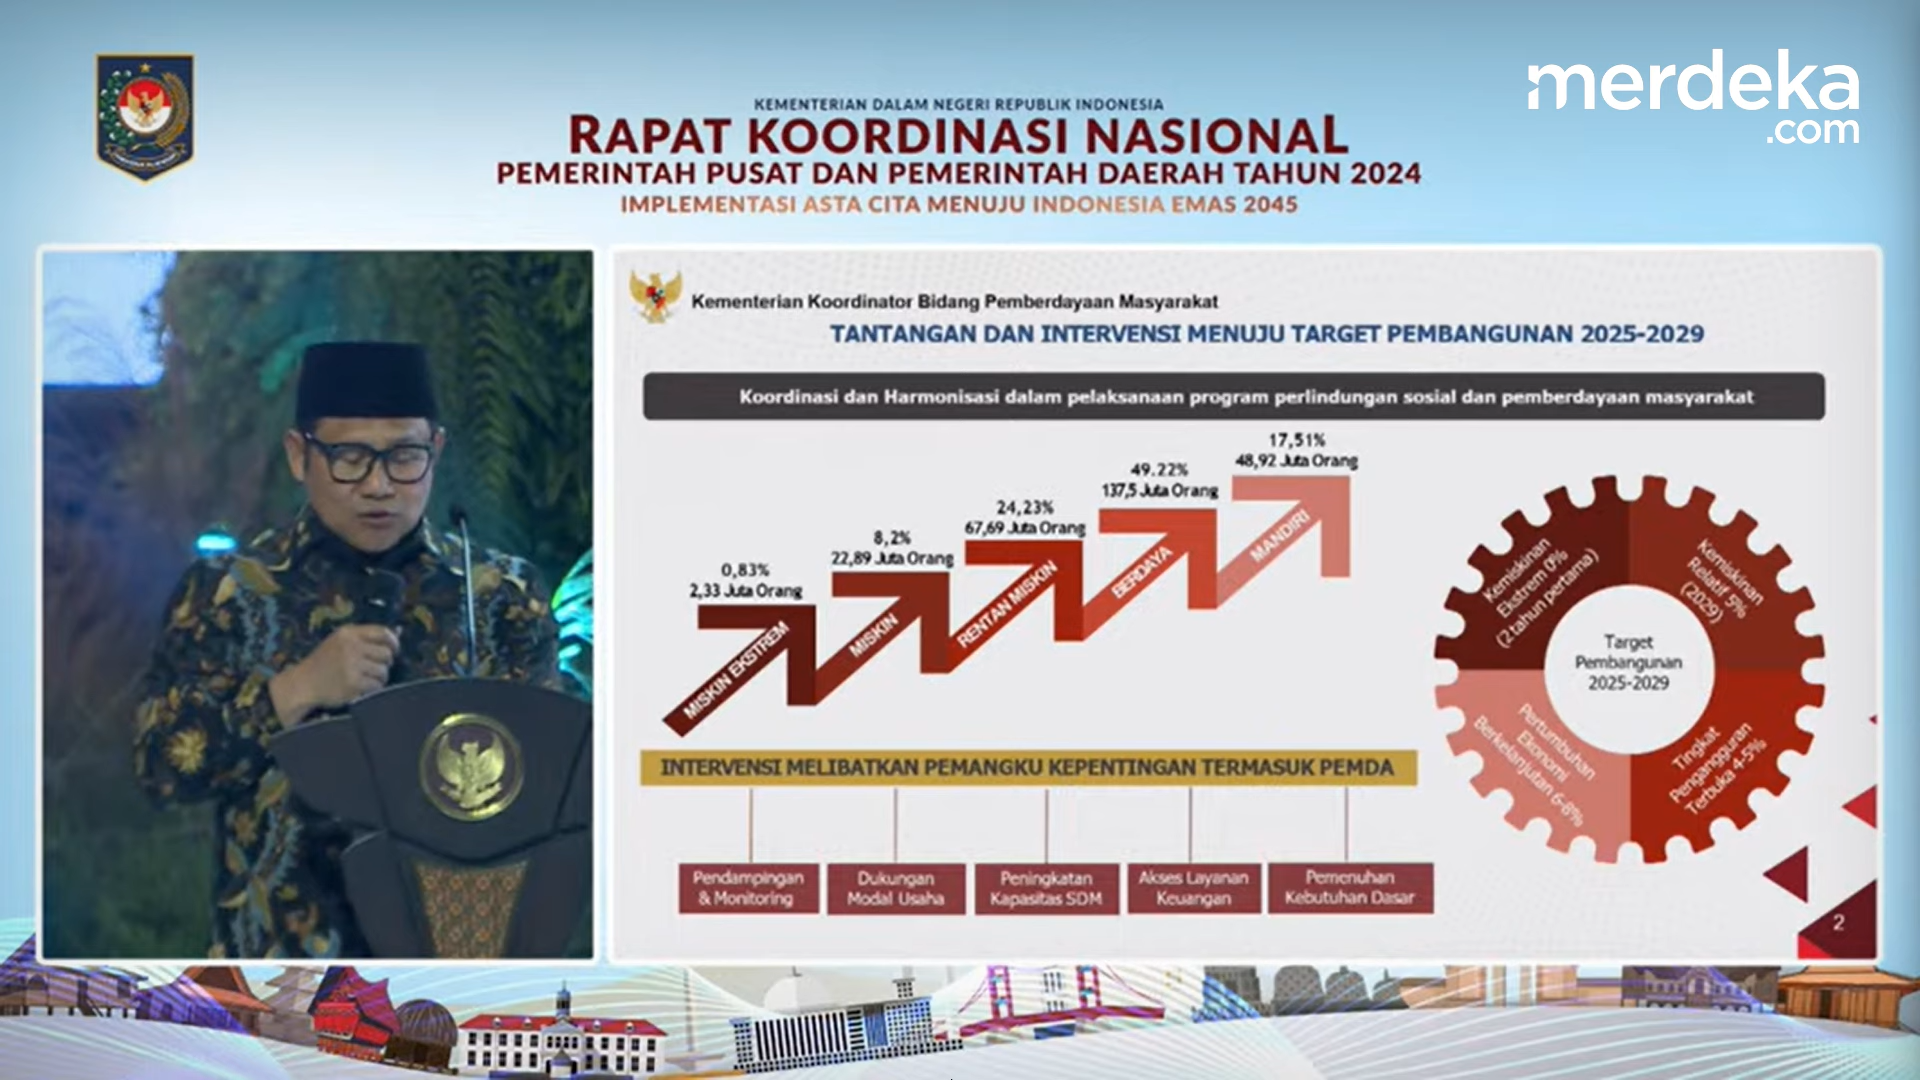 merdeka
.com
KEMENTERIAN DALAM NEGERI REPUBLIK INDONESIA
RAPAT KOORDINASI NASIONAL
PEMERINTAH PUSAT DAN PEMERINTAH DAERAH TAHUN 2024
IMPLEMENTASI ASTA CITA MENUJU INDONESIA EMAS 2045
Kementerian Koordinator Bidang Pemberdayaan Masyarakat
TANTANGAN DAN INTERVENSI MENUJU TARGET PEMBANGUNAN 2025-2029
Koordinasi dan Harmonisasi dalam pelaksanaan program perlindungan sosial dan pemberdayaan masyarakat
0,83%
2,33 Juta Orang
MISKIN EKSTREM
8,2%
22,89 Juta Orang
MISKIN
24,23%
67,69 Juta Orang
RENTAN MISKIN
49.22%
137,5 Juta Orang
BERDAYA
17,51%
48,92 Juta Orang
MANDIRI
Kemiskinan
Ekstrem 0%
(2 tahun pertama)
Kemiskinan
Relatif 5%
(2029)
Target
Pembangunan
2025-2029
Pertumbuhan
Ekonomi
Berkelanjutan 6-8%
Tingkat
Pengangguran
Terbuka 4-5%
INTERVENSI MELIBATKAN PEMANGKU KEPENTINGAN TERMASUK PEMDA
Pendampingan
& Monitoring
Dukungan
Modal Usaha
Peningkatan
Kapasitas SDM
Akses Layanan
Keuangan
Pemenuhan
Kebutuhan Dasar
2